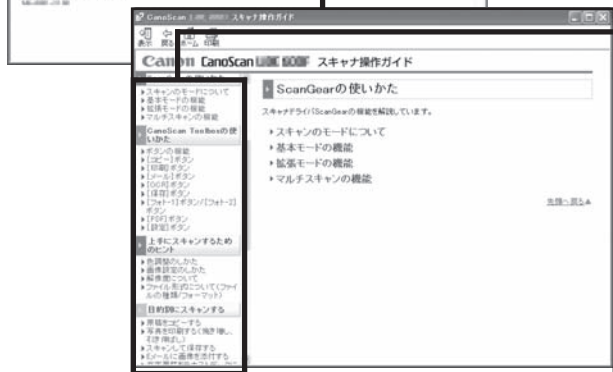 CanoScan LiDE 600F スキャナ操作ガイド
表示 戻る ホーム 印刷
Canon CanoScan LiDE 600F スキャナ操作ガイド
スキャンのモードについて
基本モードの機能
拡張モードの機能
マルチスキャンの機能
CanoScan Toolboxの使
いかた
ボタンの機能
[コピー]ボタン
[印刷]ボタン
[メール]ボタン
[OCR]ボタン
[保存]ボタン
[フォト-1]ボタン/[フォト-2]
ボタン
[PDF]ボタン
[設定]ボタン
上手にスキャンするため
のヒント
色調整のしかた
画像設定のしかた
解像度について
ファイル形式について(ファイ
ルの種類/フォーマット)
目的別にスキャンする
原稿をコピーする
写真を印刷する(焼き増し、
引き伸ばし)
スキャンして保存する
Eメールに画像を添付する
ScanGearの使いかた
スキャナドライバScanGearの機能を解説しています。
スキャンのモードについて
基本モードの機能
拡張モードの機能
マルチスキャンの機能
先頭へ戻る▲